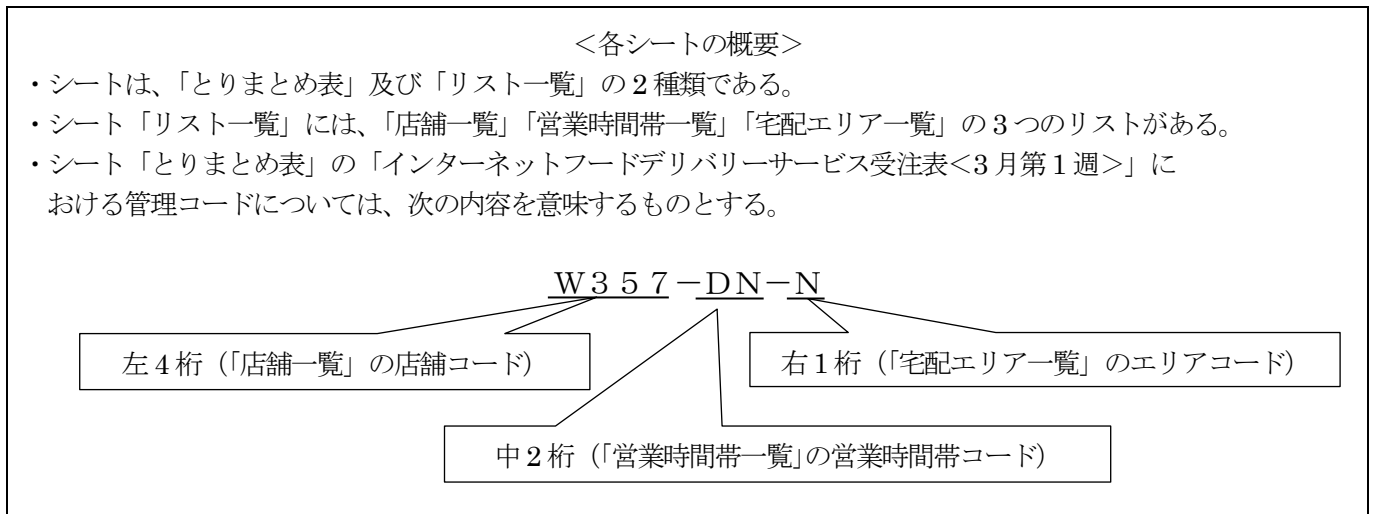 ＜各シートの概要＞
・シートは、「とりまとめ表」及び「リスト一覧」の２種類である。
・シート「リスト一覧」には、「店舗一覧」「営業時間帯一覧」「宅配エリア一覧」の３つのリストがある。
・シート「とりまとめ表」の「インターネットフードデリバリーサービス受注表<３月第１週>」に
おける管理コードについては、次の内容を意味するものとする。
Ｗ３５７－ＤＮ－Ｎ
左４桁（「店舗一覧」の店舗コード）
右１桁（「宅配エリア一覧」のエリアコード）
中２桁（「営業時間帯一覧」の営業時間帯コード）